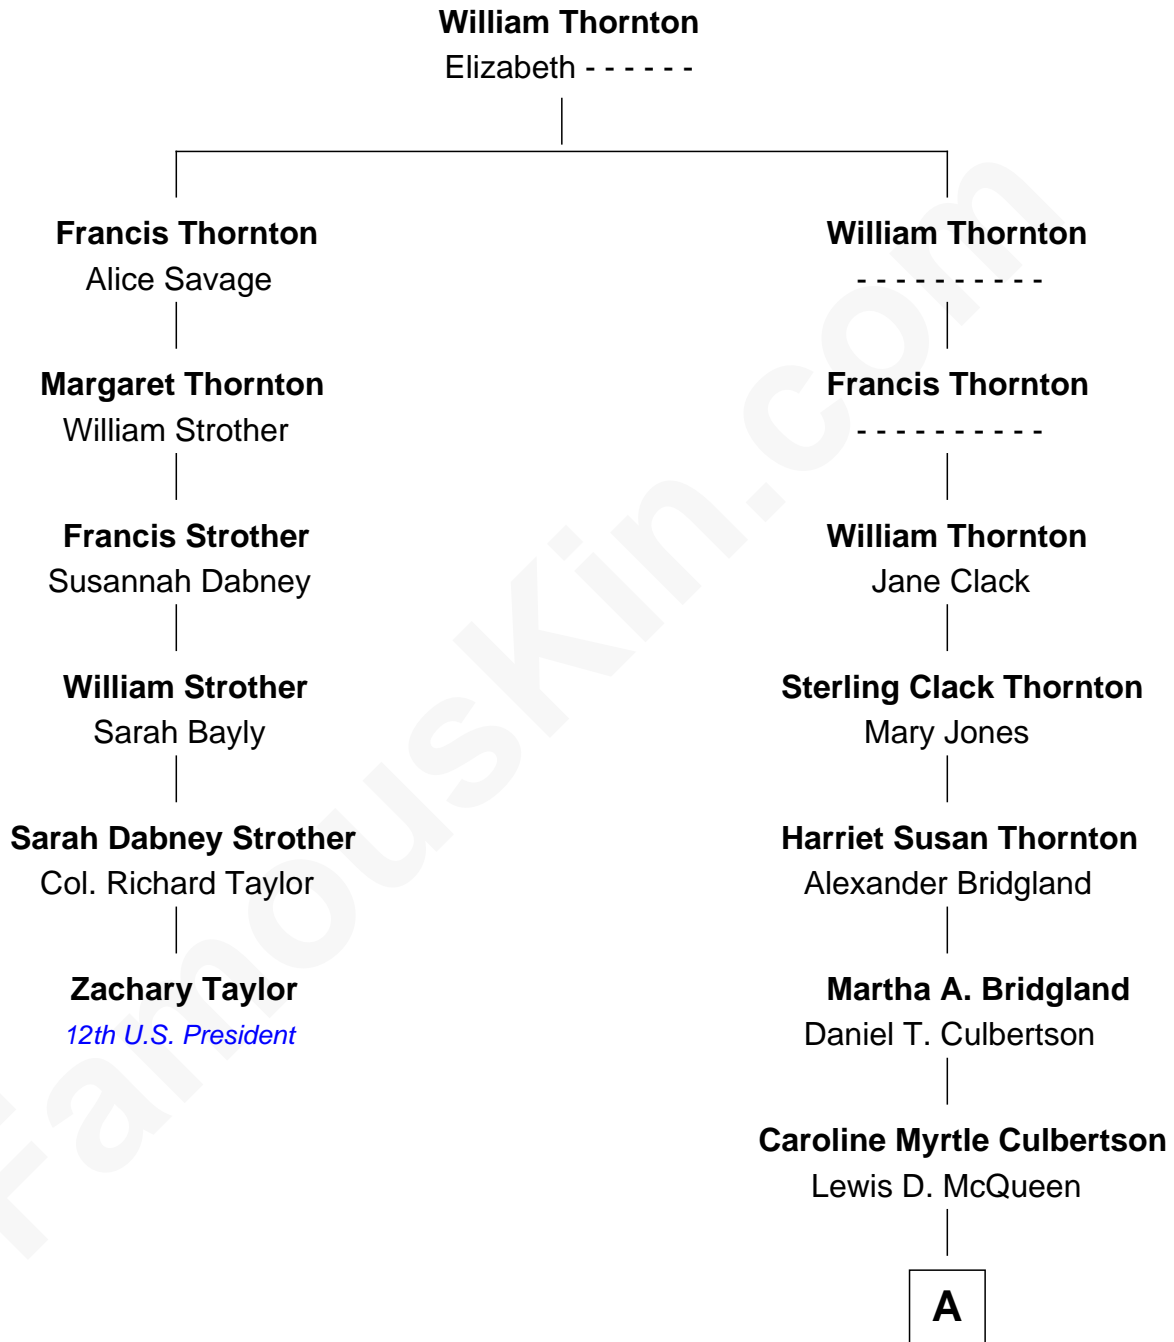 William Thornton
Elizabeth - - - - - -
Francis Thornton
Alice Savage
William Thornton
- - - - - - - - - -
Margaret Thornton
William Strother
Francis Thornton
- - - - - - - - - -
Francis Strother
Susannah Dabney
William Thornton
Jane Clack
William Strother
Sarah Bayly
Sterling Clack Thornton
Mary Jones
Sarah Dabney Strother
Col. Richard Taylor
Harriet Susan Thornton
Alexander Bridgland
Zachary Taylor
12th U.S. President
Martha A. Bridgland
Daniel T. Culbertson
Caroline Myrtle Culbertson
Lewis D. McQueen
A
FamousKin.com